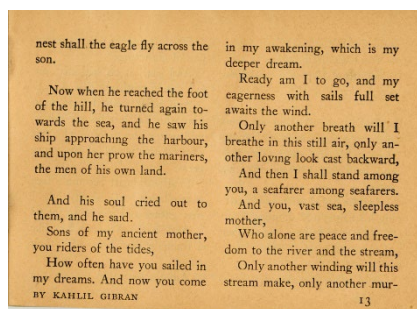 nest shall the eagle fly across the
son.
Now when he reached the foot
of the hill, he turned again to-
wards the sea, and he saw his
ship approaching the harbour,
and upon her prow the mariners,
the men of his own land.
And his soul cried out to
them, and he said.
Sons of my ancient mother,
you riders of the tides,
How often have you sailed in
my dreams. And now you come
BY KAHLIL GIBRAN
in my awakening, which is my
deeper dream.
Ready am I to go, and my
eagerness with sails full set
awaits the wind.
Only another breath will I
breathe in this still air, only an-
other loving look cast backward,
And then I shall stand among
you, a seafarer among seafarers.
And you, vast sea, sleepless
mother,
Who alone are peace and free-
dom to the river and the stream,
Only another winding will this
stream make, only another mur-
13